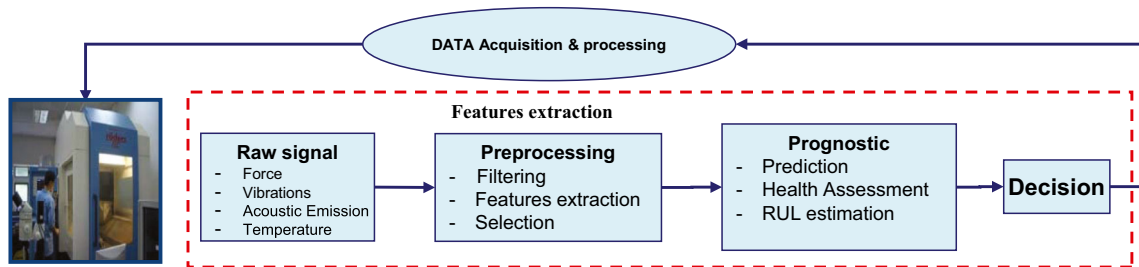 DATA Acquisition & processing
Features extraction
Raw signal
- Force
- Vibrations
- Acoustic Emission
- Temperature
Preprocessing
- Filtering
- Features extraction
- Selection
Prognostic
- Prediction
- Health Assessment
- RUL estimation
Decision